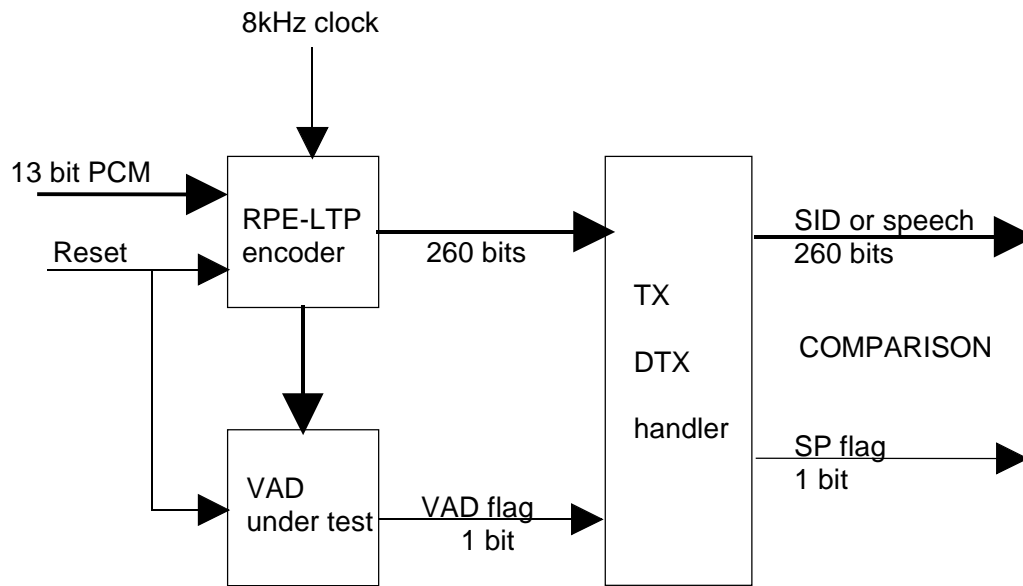 8kHz clock
13 bit PCM
RPE-LTP
encoder
Reset
260 bits
SID or speech
260 bits
TX
DTX
handler
COMPARISON
VAD
under test
VAD flag
1 bit
SP flag
1 bit